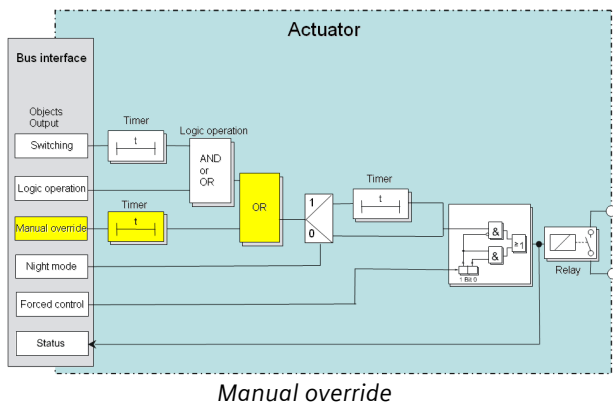 Actuator
Bus interface
Objects
Output
Timer
Switching
t
Logic operation
AND
or
OR
Logic operation
Timer
Manual override
t
OR
1
0
Timer
t
&
&
≥1
1 Bit 0
Relay
Night mode
Forced control
Status
Manual override